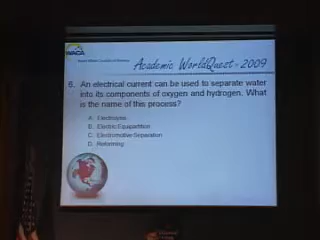 WACA
Academic WorldQuest - 2009
6. An electrical current can be used to separate water
into its components of oxygen and hydrogen. What
is the name of this process?
A. Electrolysis
B. Electric Equipartition
C. Electromotive Separation
D. Reforming